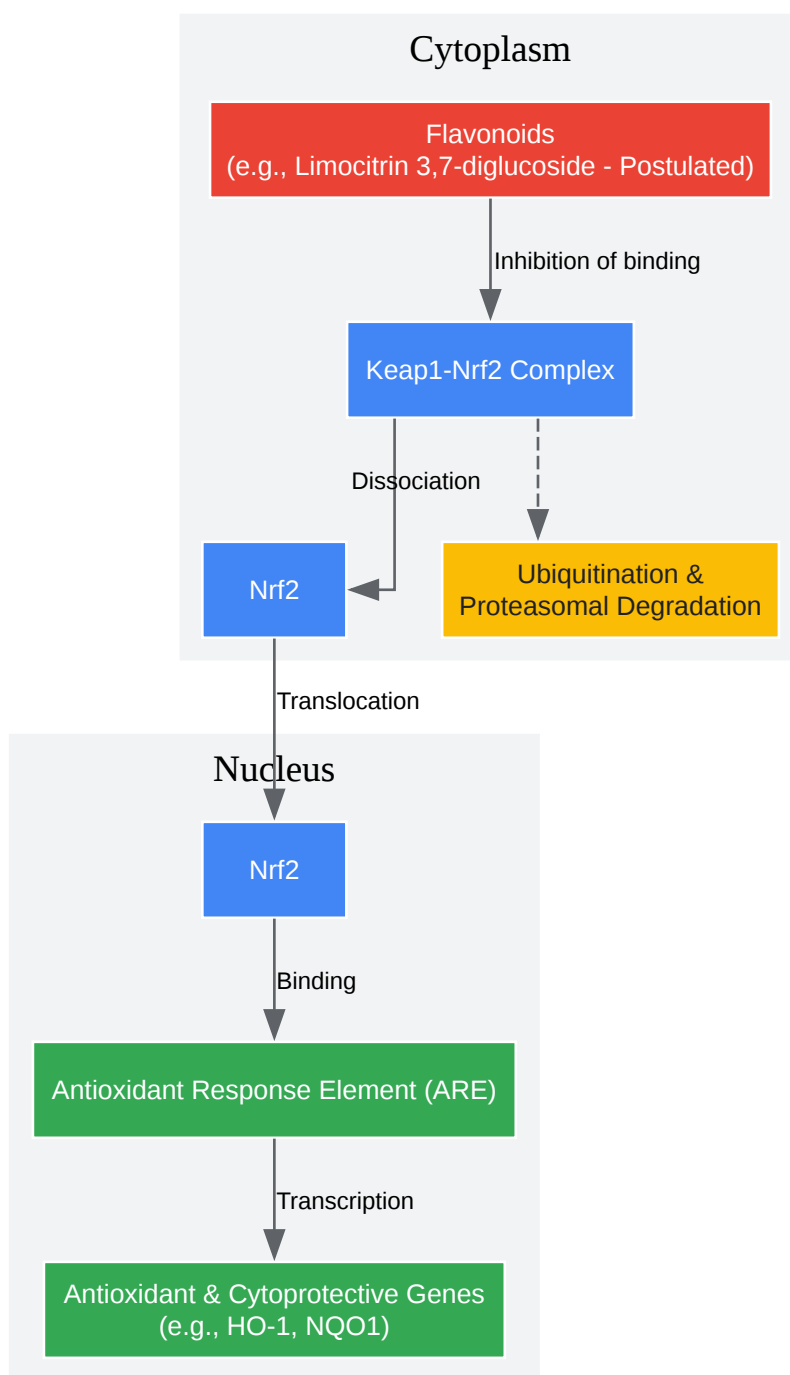 Cytoplasm
Flavonoids
(e.g., Limocitrin 3,7-diglucoside - Postulated)
Inhibition of binding
Keap1-Nrf2 Complex
Dissociation
Nrf2
Ubiquitination &
Proteasomal Degradation
Translocation
Nucleus
Nrf2
Binding
Antioxidant Response Element (ARE)
Transcription
Antioxidant & Cytoprotective Genes
(e.g., HO-1, NQO1)